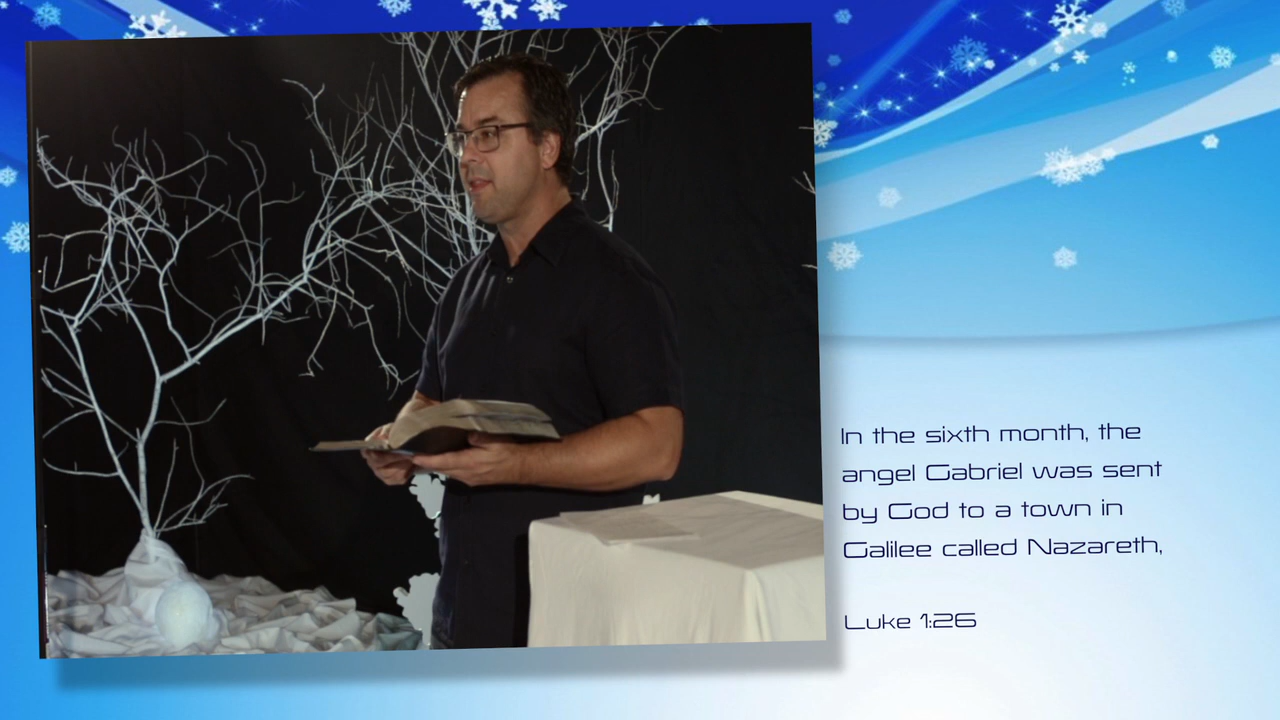 In the sixth month, the
angel Gabriel was sent
by God to a town in
Galilee called Nazareth,
Luke 1:26